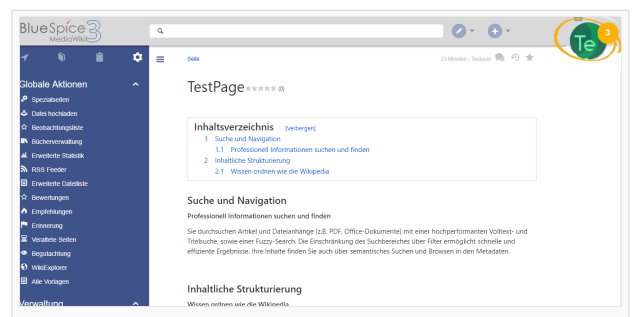 BlueSpice 3
MediaWiki
Te 3
Seite
23 Minuten · Testuser
Globale Aktionen
Spezialseiten
Datei hochladen
Beobachtungsliste
Bücherverwaltung
Erweiterte Statistik
RSS Feeder
Erweiterte Dateiliste
Bewertungen
Empfehlungen
Erinnerung
Veraltete Seiten
Begutachtung
WikiExplorer
Alle Vorlagen
Verwaltung
TestPage (0)
Inhaltsverzeichnis [Verbergen]
1 Suche und Navigation
1.1 Professionell Informationen suchen und finden
2 Inhaltliche Strukturierung
2.1 Wissen ordnen wie die Wikipedia
Suche und Navigation
Professionell Informationen suchen und finden
Sie durchsuchen Artikel und Dateianhänge (z.B. PDF, Office-Dokumente) mit einer hochperformanten Volltext- und
Titelsuche, sowie einer Fuzzy-Search. Die Einschränkung des Suchbereiches über Filter ermöglicht schnelle und
effiziente Ergebnisse. Ihre Inhalte finden Sie auch über semantisches Suchen und Browsen in den Metadaten.
Inhaltliche Strukturierung
Wissen ordnen wie die Wikipedia